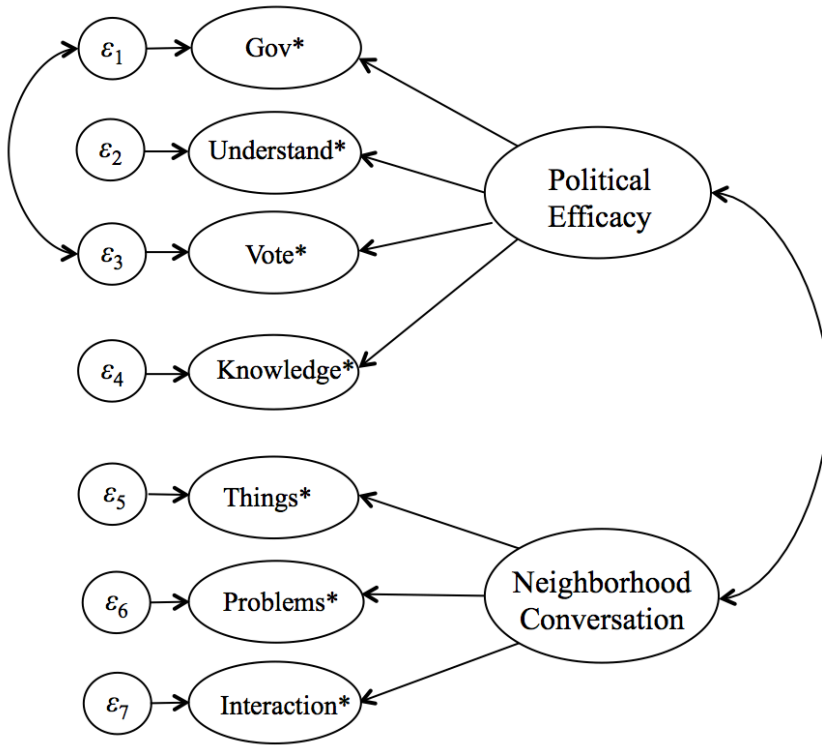 ε1
Gov*
ε2
Understand*
Political
Efficacy
ε3
Vote*
ε4
Knowledge*
ε5
Things*
ε6
Problems*
Neighborhood
Conversation
ε7
Interaction*